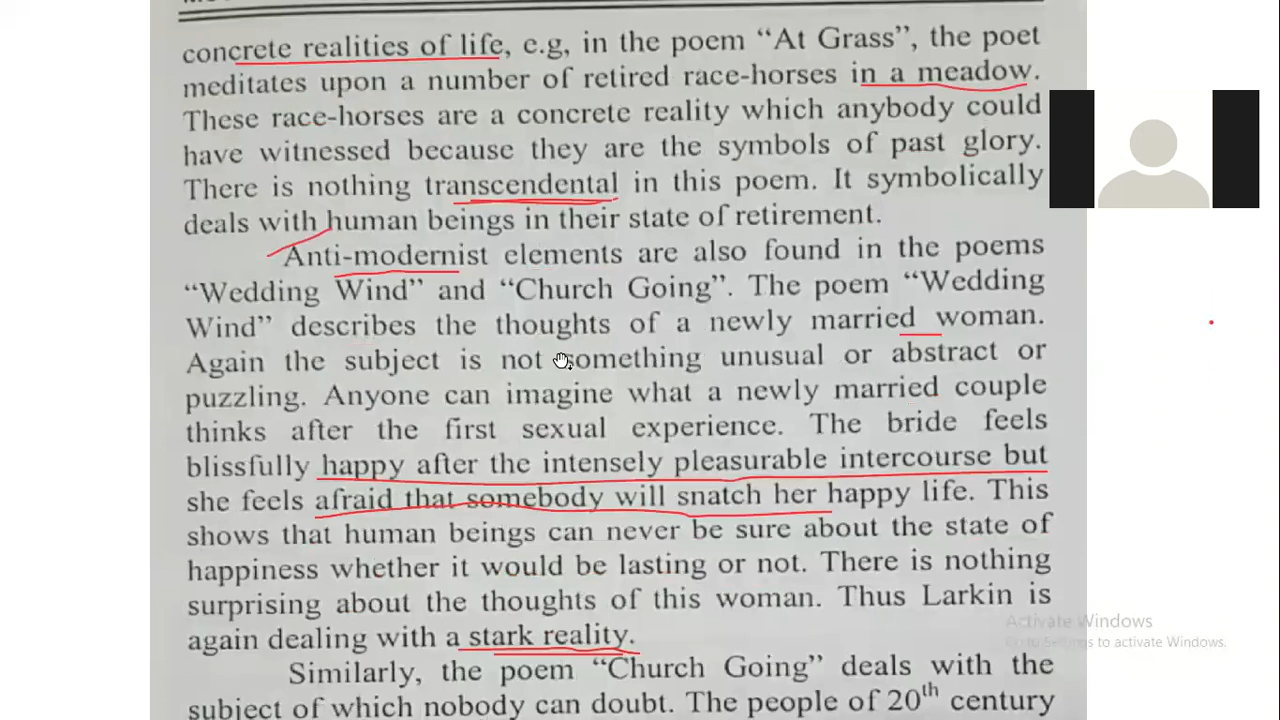 concrete realities of life, e.g, in the poem "At Grass", the poet
meditates upon a number of retired race-horses in a meadow.
These race-horses are a concrete reality which anybody could
have witnessed because they are the symbols of past glory.
There is nothing transcendental in this poem. It symbolically
deals with human beings in their state of retirement.
Anti-modernist elements are also found in the poems
"Wedding Wind" and "Church Going". The poem "Wedding
Wind" describes the thoughts of a newly married woman.
Again the subject is not something unusual or abstract or
puzzling. Anyone can imagine what a newly married couple
thinks after the first sexual experience. The bride feels
blissfully happy after the intensely pleasurable intercourse but
she feels afraid that somebody will snatch her happy life. This
shows that human beings can never be sure about the state of
happiness whether it would be lasting or not. There is nothing
surprising about the thoughts of this woman. Thus Larkin is
again dealing with a stark reality.
Similarly, the poem "Church Going" deals with the
subject of which nobody can doubt. The people of 20th century
Activate Windows
Go to Settings to activate Windows.